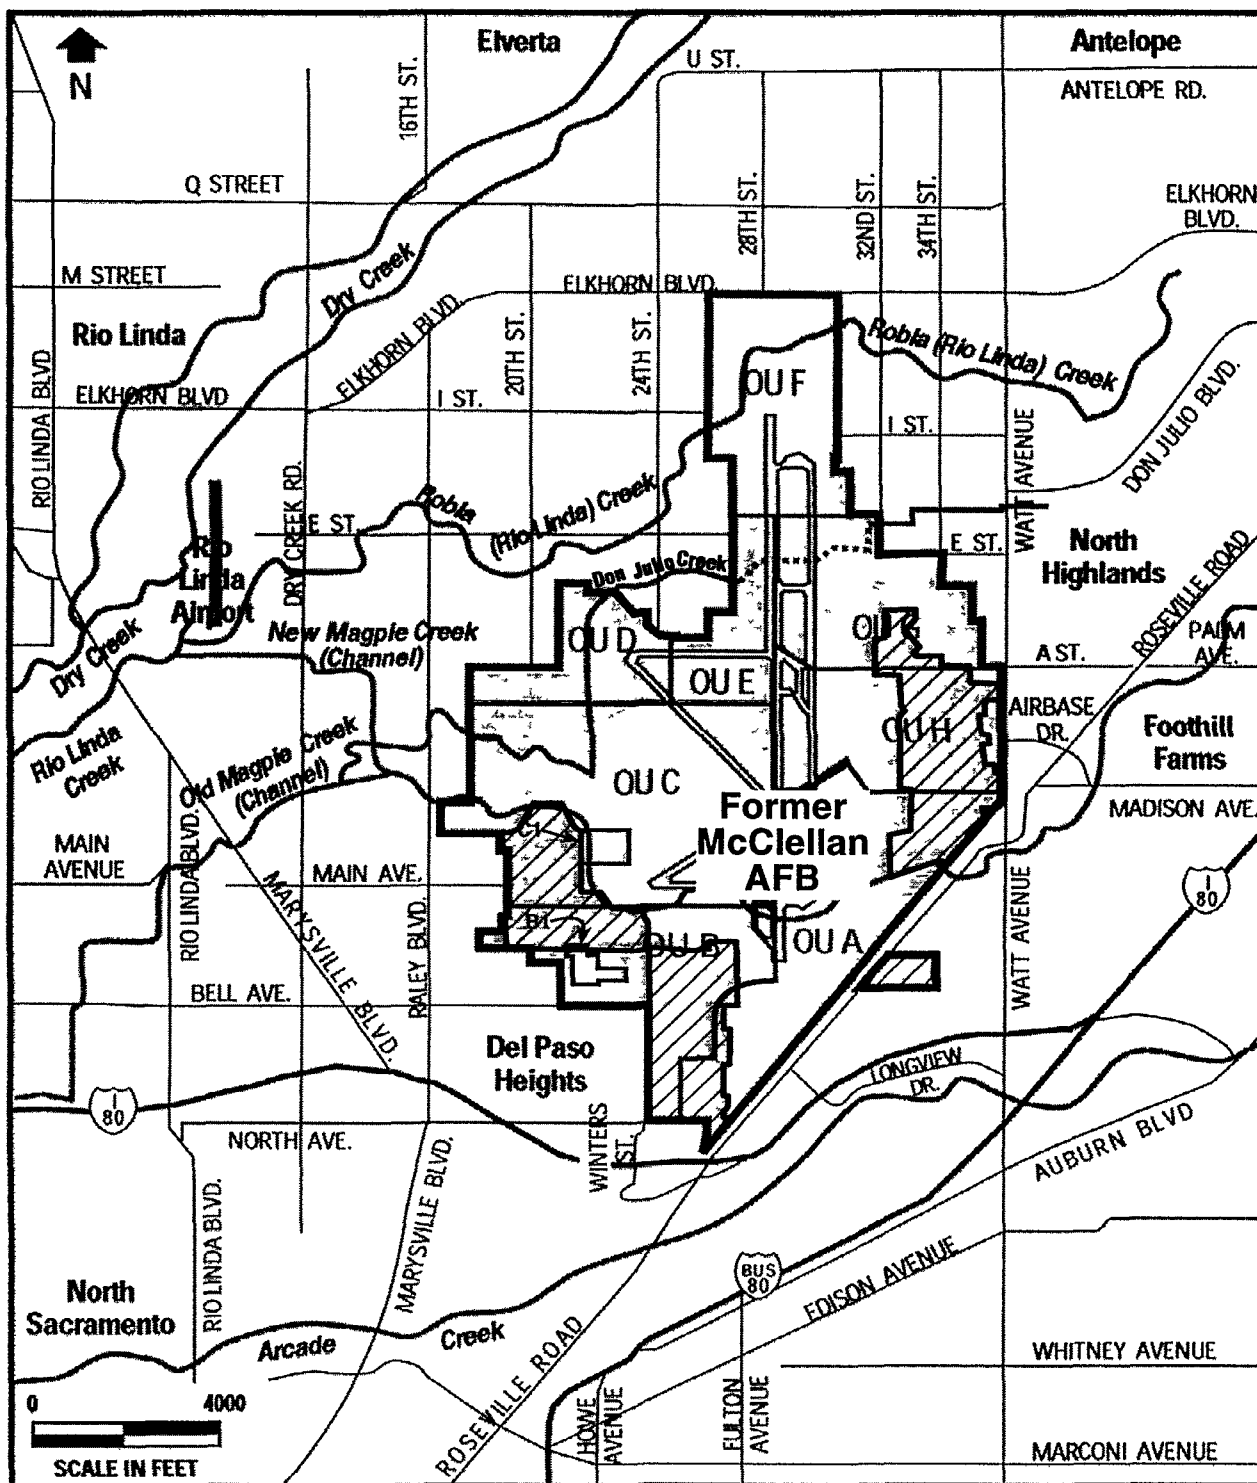 Elverta
Antelope
N
16TH ST.
U ST.
ANTELOPE RD.
Q STREET
28TH ST.
32ND ST.
34TH ST.
ELKHORN
BLVD.
M STREET
Dry Creek
ELKHORN BLVD.
ELKHORN BLVD.
Rio Linda
20TH ST.
24TH ST.
Robla (Rio Linda) Creek
RIO LINDA BLVD
ELKHORN BLVD
I ST.
OU F
I ST.
WATT AVENUE
DON JULIO BLVD.
DRY CREEK RD.
Robla
(Rio Linda) Creek
E ST.
Rio
Linda
Airport
Don Julio Creek
E ST.
North
Highlands
ROSEVILLE ROAD
Dry Creek
New Magpie Creek
(Channel)
OU D
OU G
PALM
AVE.
A ST.
OU E
AIRBASE
DR.
Foothill
Farms
Rio Linda
Creek
Old Magpie Creek
(Channel)
OU H
OU C
Former
McClellan
AFB
MADISON AVE.
MAIN
AVENUE
RIO LINDA BLVD.
C1
MAIN AVE.
MARYSVILLE BLVD.
RALEY BLVD.
I
80
B1
OU B
OU A
WATT AVENUE
BELL AVE.
Del Paso
Heights
LONGVIEW
DR.
I
80
NORTH AVE.
WINTERS
ST.
AUBURN BLVD
RIO LINDA BLVD.
MARYSVILLE BLVD.
BUS
80
EDISON AVENUE
North
Sacramento
Arcade
Creek
ROSEVILLE ROAD
WHITNEY AVENUE
HOWE
AVENUE
FULTON
AVENUE
MARCONI AVENUE
0
4000
SCALE IN FEET